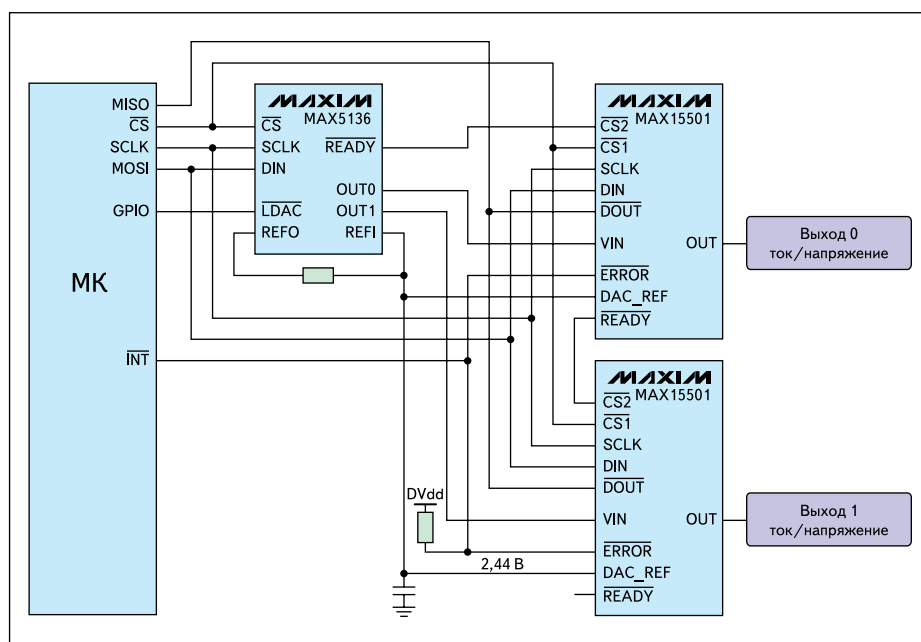 МК
MISO
CS
SCLK
MOSI
GPIO
INT
MAXIM
MAX5136
CS
SCLK
DIN
LDAC
REFO
READY
OUT0
OUT1
REFI
MAXIM
MAX15501
CS2
CS1
SCLK
DIN
DOUT
VIN
ERROR
DAC_REF
READY
OUT
Выход 0
ток/напряжение
MAXIM
MAX15501
CS2
CS1
SCLK
DIN
DOUT
VIN
ERROR
DAC_REF
READY
OUT
Выход 1
ток/напряжение
DVdd
2,44 В